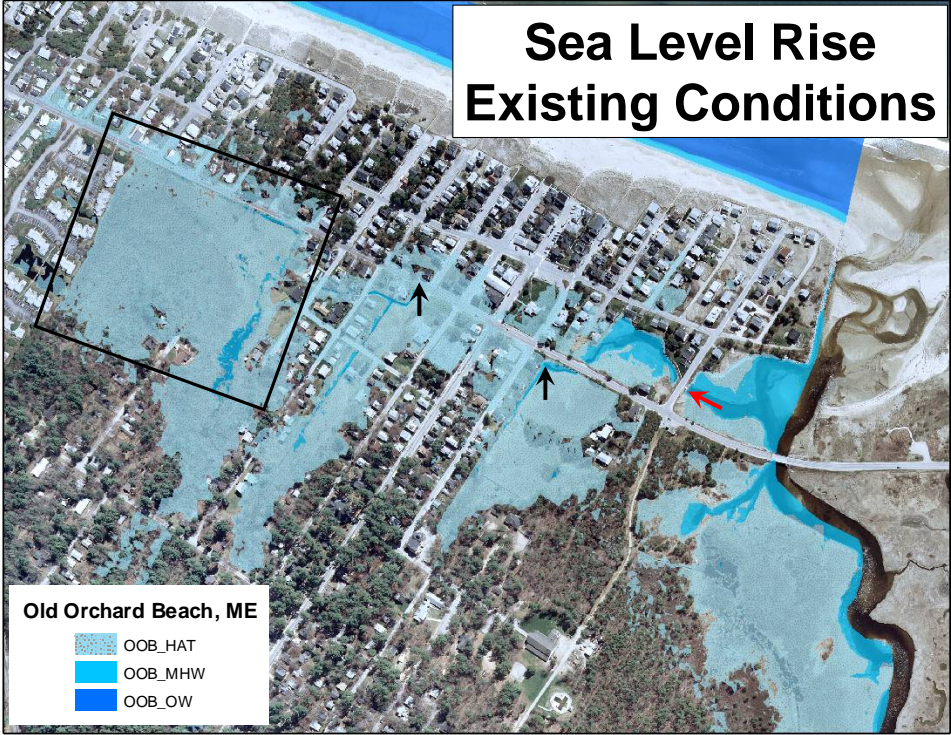 Sea Level Rise
Existing Conditions
Old Orchard Beach, ME
OOB_HAT
OOB_MHW
OOB_OW